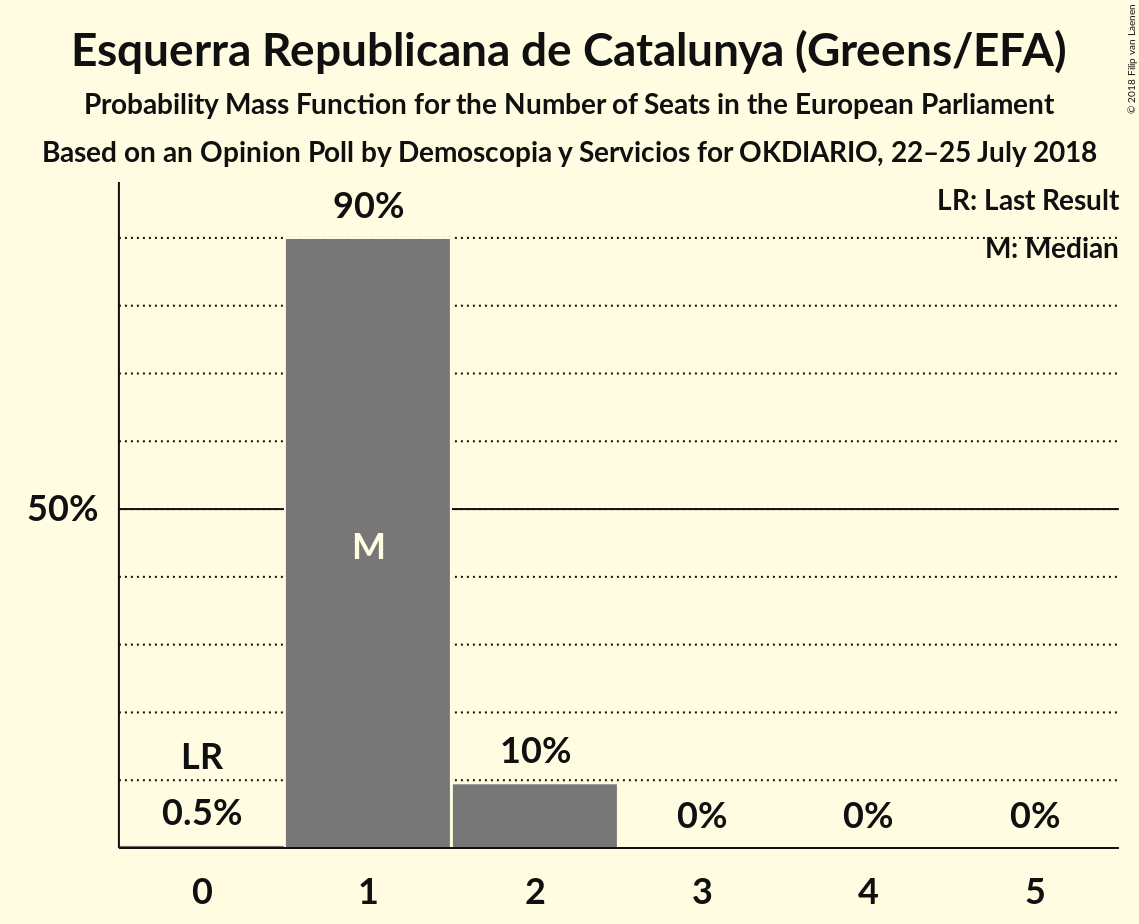 Esquerra Republicana de Catalunya (Greens/EFA)
Probability Mass Function for the Number of Seats in the European Parliament
Based on an Opinion Poll by Demoscopia y Servicios for OKDIARIO, 22–25 July 2018
© 2018 Filip van Laenen
LR: Last Result
M: Median
90%
50%
M
LR
0.5%
10%
0%
0%
0%
0
1
2
3
4
5